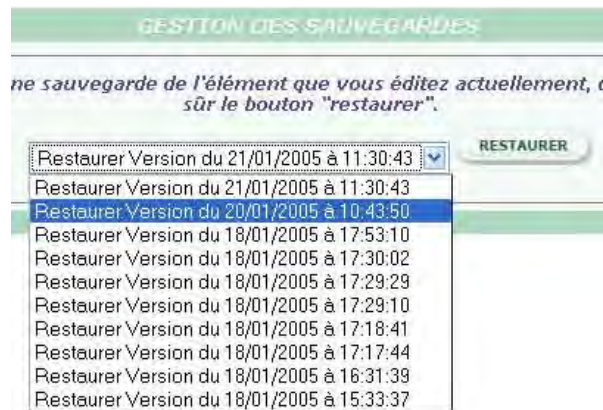 GESTION DES SAUVEGARDES
ne sauvegarde de l'élément que vous éditez actuellement,
sûr le bouton "restaurer".
Restaurer Version du 21/01/2005 à 11:30:43
RESTAURER
Restaurer Version du 21/01/2005 à 11:30:43
Restaurer Version du 20/01/2005 à 10:43:50
Restaurer Version du 18/01/2005 à 17:53:10
Restaurer Version du 18/01/2005 à 17:30:02
Restaurer Version du 18/01/2005 à 17:29:29
Restaurer Version du 18/01/2005 à 17:29:10
Restaurer Version du 18/01/2005 à 17:18:41
Restaurer Version du 18/01/2005 à 17:17:44
Restaurer Version du 18/01/2005 à 16:31:39
Restaurer Version du 18/01/2005 à 15:33:37